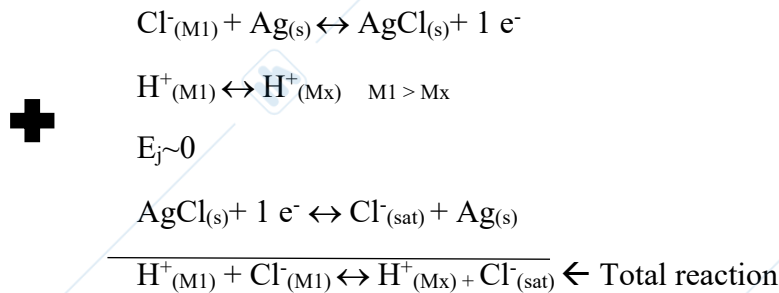 Cl⁻(M1) + Ag(s) ↔ AgCl(s)+ 1 e⁻
H⁺(M1) ↔ H⁺(Mx) M1 > Mx
Ej~0
AgCl(s)+ 1 e⁻ ↔ Cl⁻(sat) + Ag(s)
H⁺(M1) + Cl⁻(M1) ↔ H⁺(Mx) + Cl⁻(sat) ← Total reaction